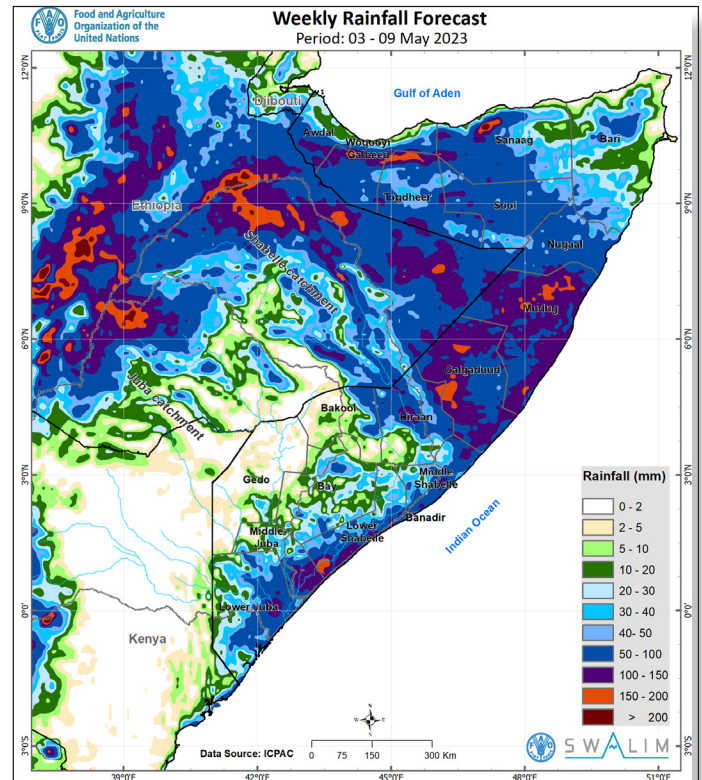 Food and Agriculture
Organization of the
United Nations
FAO
FIAT PANIS
Weekly Rainfall Forecast
Period: 03 - 09 May 2023
12°0'N
12°0'N
Djibouti
Gulf of Aden
Awdal
Woqooyi
Galbeed
Sanaag
Bari
9°0'N
Ethiopia
Togdheer
Sool
9°0'N
Shabelle catchment
Nugaal
Mudug
6°0'N
6°0'N
Galgaduud
Juba catchment
Bakool
Hiraan
3°0'N
Gedo
Bay
Middle
Shabelle
3°0'N
Banadir
Middle
Juba
Lower
Shabelle
Indian Ocean
0°0'
Lower Juba
0°0'
Kenya
Rainfall (mm)
0 - 2
2 - 5
5 - 10
10 - 20
20 - 30
30 - 40
40- 50
50 - 100
100 - 150
150 - 200
> 200
N
W E
S
3°0'S
Data Source: ICPAC
0 75 150 300 Km
FAO
SWALIM
3°0'S
39°0'E
42°0'E
45°0'E
48°0'E
51°0'E